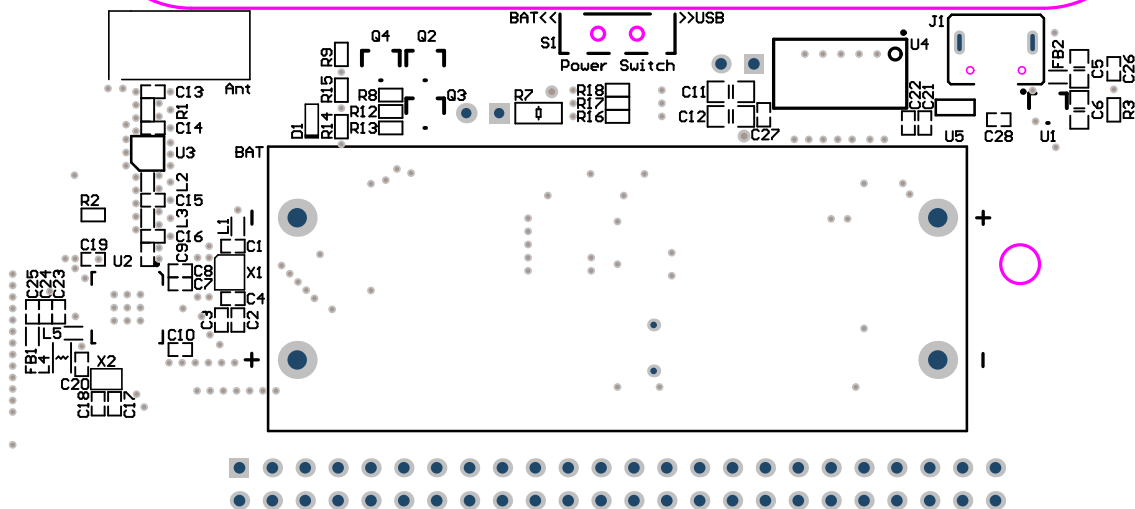 BAT<< >>USB
S1
Power Switch
J1
FB2
C5
C26
Q4 Q2
R9
U4
Ant
C13
R15
R8
Q3
R7
R18
C11
R1
R12
R17
C22
C21
C6
R3
C14
D1
R14
R13
R16
C12
C27
U5
C28
U1
U3
BAT
L2
R2
C15
L3
L1
+
C16
C9
C1
C19
U2
C8
X1
C25
C24
C23
C7
C4
C3
C2
L5
C10
FB1
L4
X2
+
C20
C18
C17